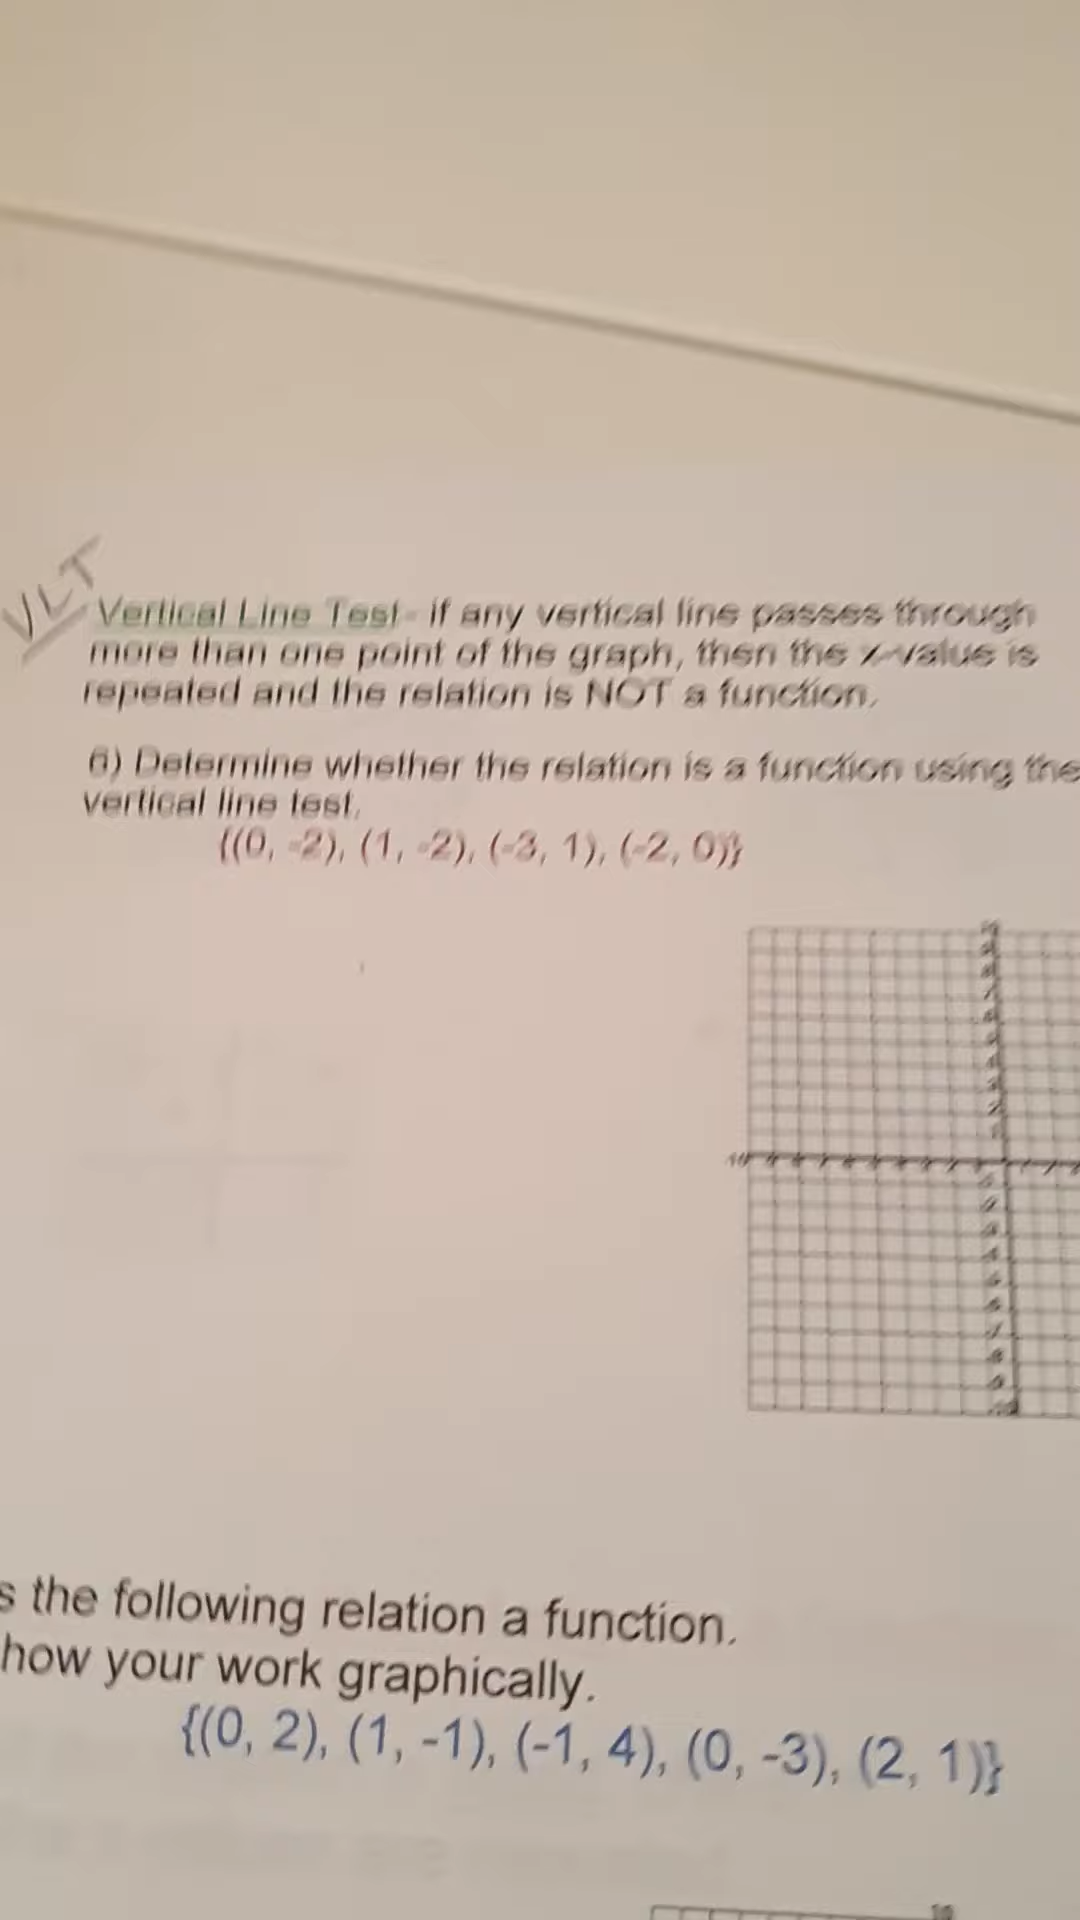 VLT
Vertical Line Test- if any vertical line passes through
more than one point of the graph, then the x-value is
repeated and the relation is NOT a function.
6) Determine whether the relation is a function using the
vertical line test.
{(0, -2), (1, -2), (-3, 1), (-2, 0)}
s the following relation a function.
how your work graphically.
{(0, 2), (1, -1), (-1, 4), (0, -3), (2, 1)}
10